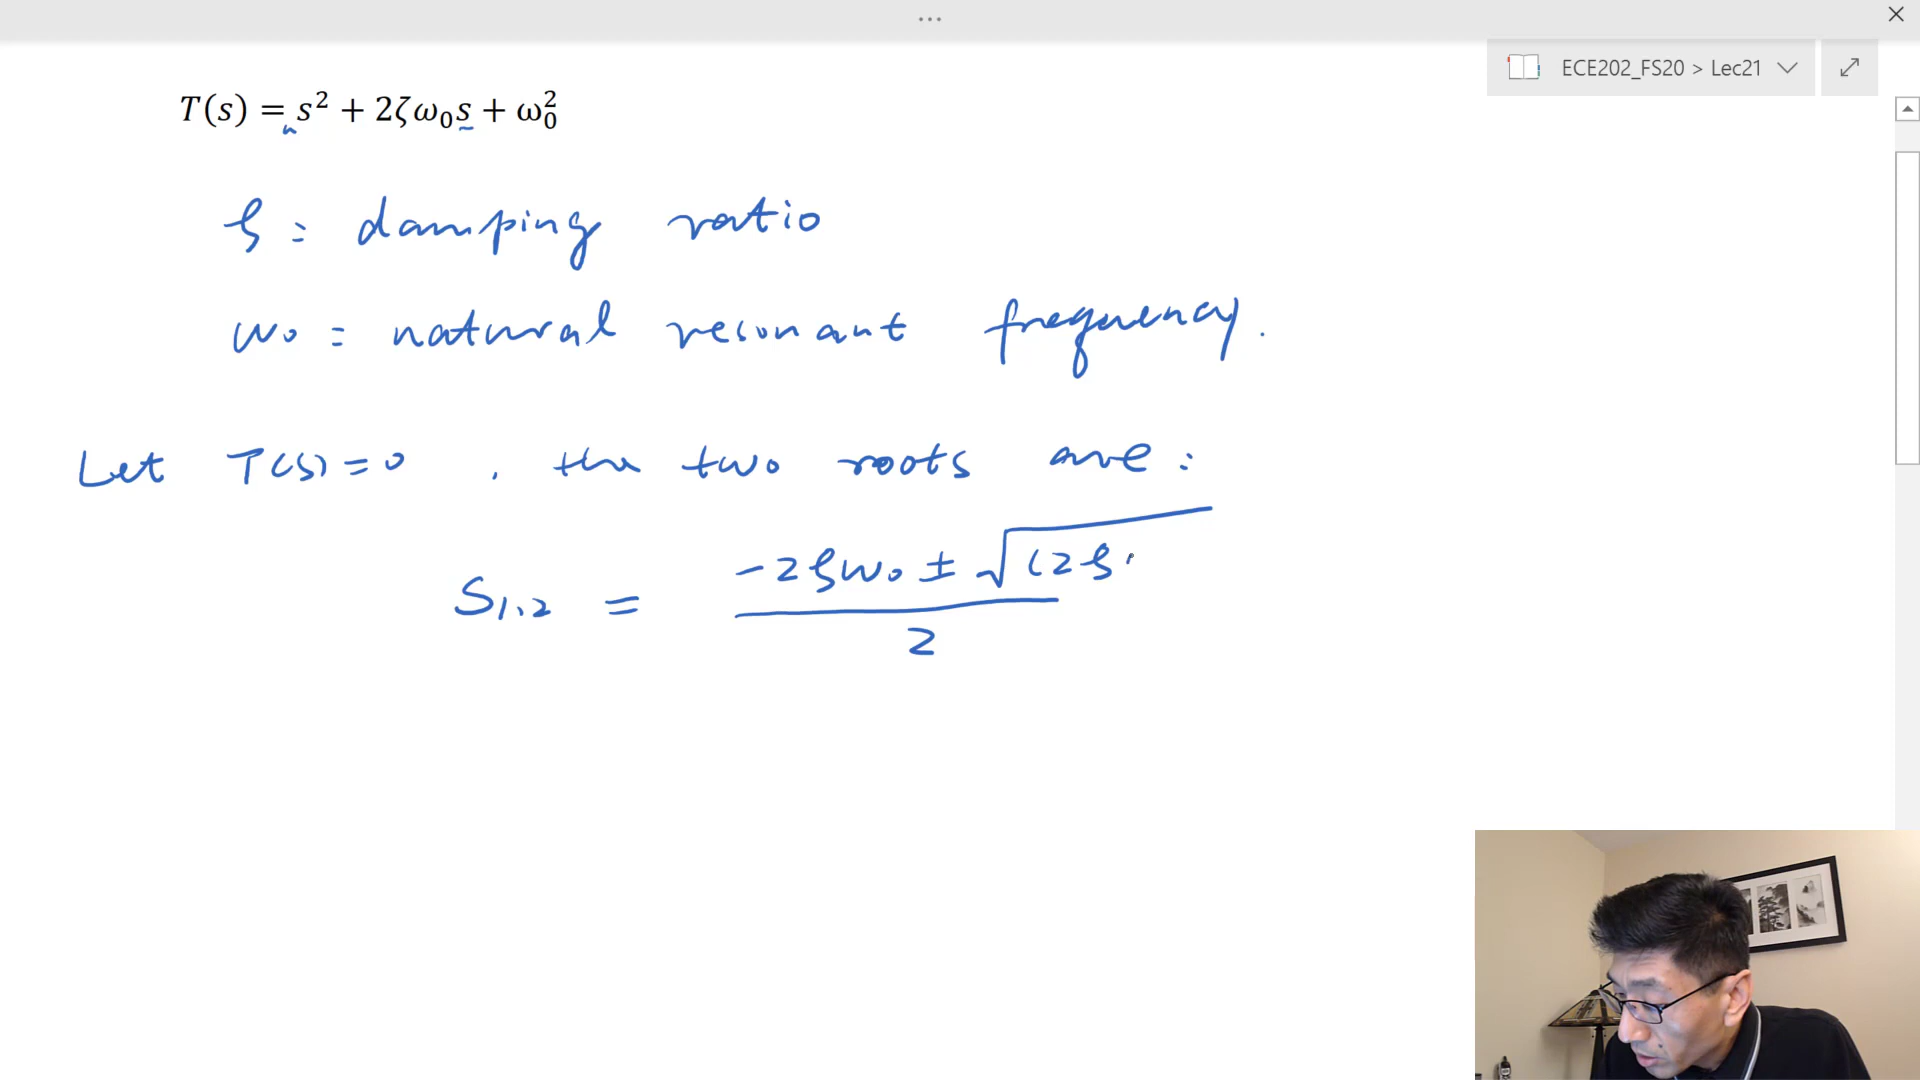 ...
ECE202_FS20 > Lec21
T(s) = s² + 2ζω₀s + ω₀²
ζ : damping ratio
ω₀ = natural resonant frequency.
Let T(s) = 0 , the two roots are :
S₁,₂ = (-2ζω₀ ± √(2ζ / 2